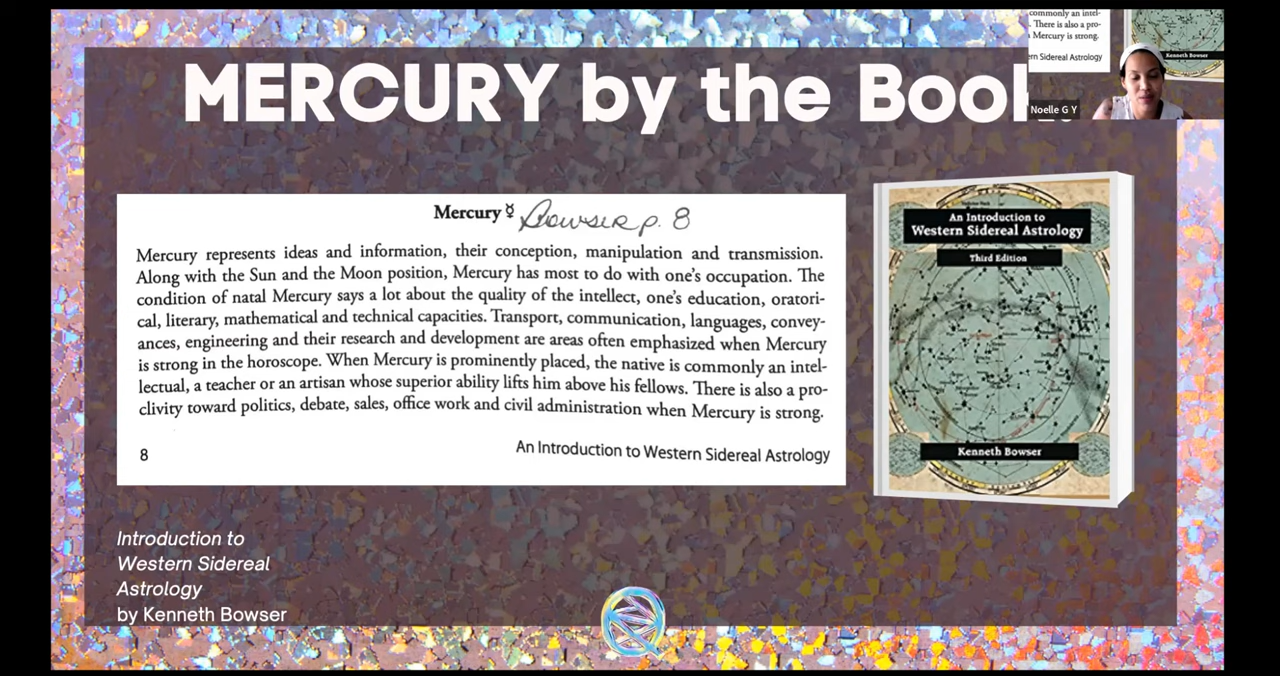 MERCURY by the Book
commonly an intel-
. There is also a pro-
Mercury is strong.
ern Sidereal Astrology
Kenneth Bowser
Noelle G Y
Mercury ☿ Bowser p. 8
Mercury represents ideas and information, their conception, manipulation and transmission.
Along with the Sun and the Moon position, Mercury has most to do with one's occupation. The
condition of natal Mercury says a lot about the quality of the intellect, one's education, oratori-
cal, literary, mathematical and technical capacities. Transport, communication, languages, convey-
ances, engineering and their research and development are areas often emphasized when Mercury
is strong in the horoscope. When Mercury is prominently placed, the native is commonly an intel-
lectual, a teacher or an artisan whose superior ability lifts him above his fellows. There is also a pro-
clivity toward politics, debate, sales, office work and civil administration when Mercury is strong.
8
An Introduction to Western Sidereal Astrology
An Introduction to
Western Sidereal Astrology
Third Edition
Kenneth Bowser
Introduction to
Western Sidereal
Astrology
by Kenneth Bowser